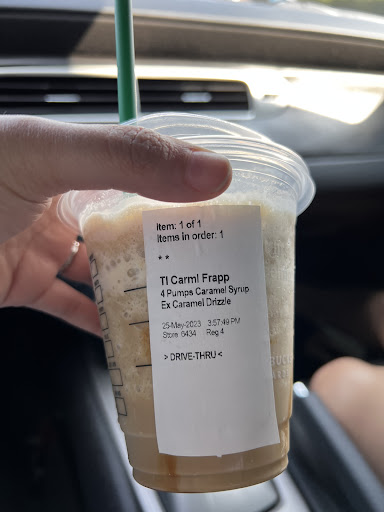 Item: 1 of 1
Items in order: 1
* *
Tl Carml Frapp
4 Pumps Caramel Syrup
Ex Caramel Drizzle
25-May-2023 3:57:49 PM
Store 6434 Reg 4
> DRIVE-THRU <